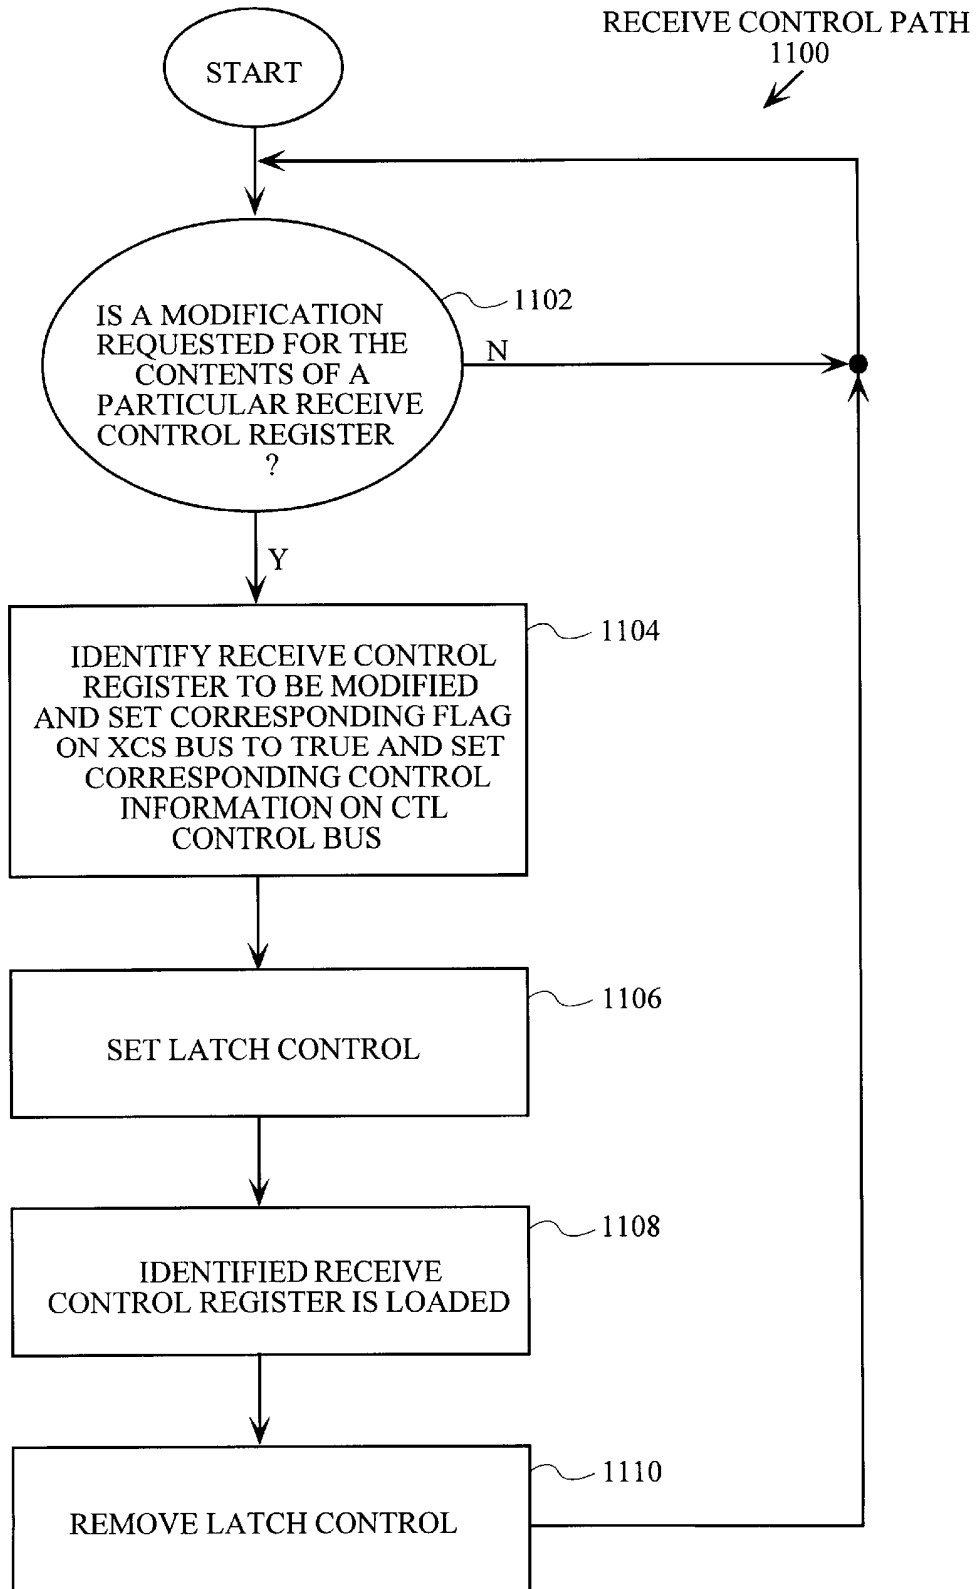 RECEIVE CONTROL PATH
1100
START
1102
IS A MODIFICATION
REQUESTED FOR THE
CONTENTS OF A
PARTICULAR RECEIVE
CONTROL REGISTER
?
N
Y
1104
IDENTIFY RECEIVE CONTROL
REGISTER TO BE MODIFIED
AND SET CORRESPONDING FLAG
ON XCS BUS TO TRUE AND SET
CORRESPONDING CONTROL
INFORMATION ON CTL
CONTROL BUS
1106
SET LATCH CONTROL
1108
IDENTIFIED RECEIVE
CONTROL REGISTER IS LOADED
1110
REMOVE LATCH CONTROL